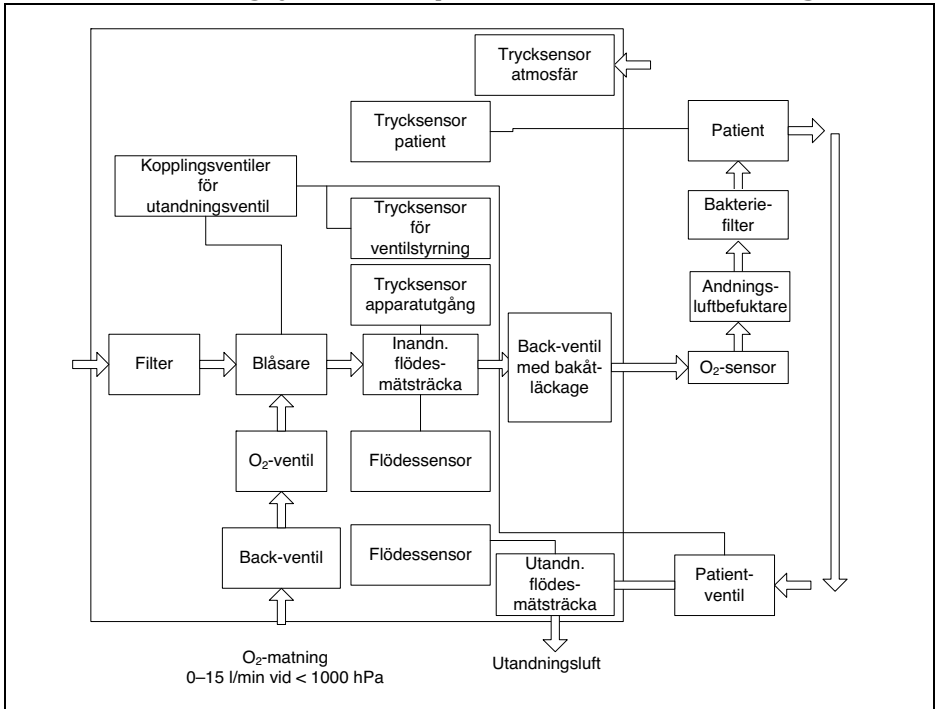 Trycksensor
atmosfär
Trycksensor
patient
Patient
Kopplingsventiler
för
utandningsventil
Trycksensor
för
ventilstyrning
Bakterie-
filter
Trycksensor
apparatutgång
Andnings-
luftbefuktare
Filter
Blåsare
Inandn.
flödes-
mätsträcka
Back-ventil
med bakåt-
läckage
O₂-sensor
O₂-ventil
Flödessensor
Back-ventil
Flödessensor
Utandn.
flödes-
mätsträcka
Patient-
ventil
O₂-matning
0–15 l/min vid < 1000 hPa
Utandningsluft